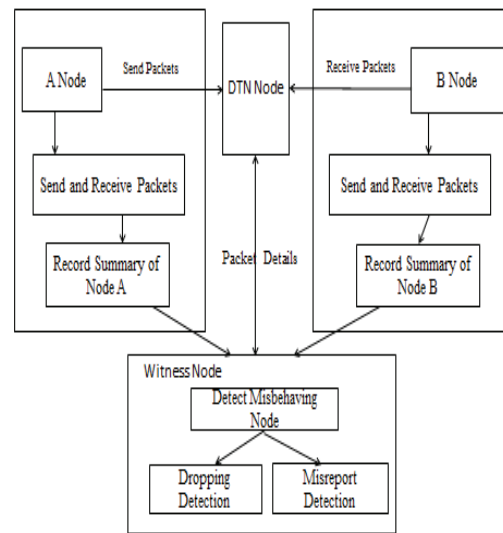 A Node
Send Packets
DTN Node
Receive Packets
B Node
Send and Receive Packets
Send and Receive Packets
Record Summary of
Node A
Packet Details
Record Summary of
Node B
Witness Node
Detect Misbehaving
Node
Dropping
Detection
Misreport
Detection